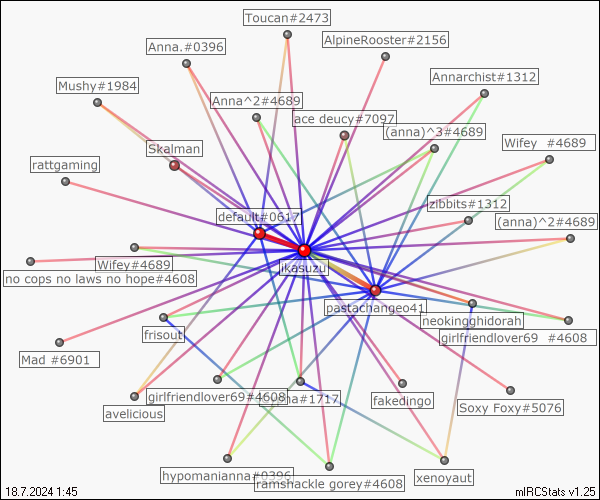 Toucan#2473
AlpineRooster#2156
Anna.#0396
Annarchist#1312
Mushy#1984
Anna^2#4689
ace deucy#7097
(anna)^3#4689
Skalman
Wifey #4689
rattgaming
default#0617
zibbits#1312
(anna)^2#4689
Wifey#4689
ikasuzu
no cops no laws no hope#4608
pastachangeo41
neokingghidorah
frisout
girlfriendlover69 #4608
Mad #6901
girlfriendlover69#4608
#1717
fakedingo
Soxy Foxy#5076
avelicious
hypomanianna#0396
ramshackle gorey#4608
xenoyaut
18.7.2024 1:45
mIRCStats v1.25